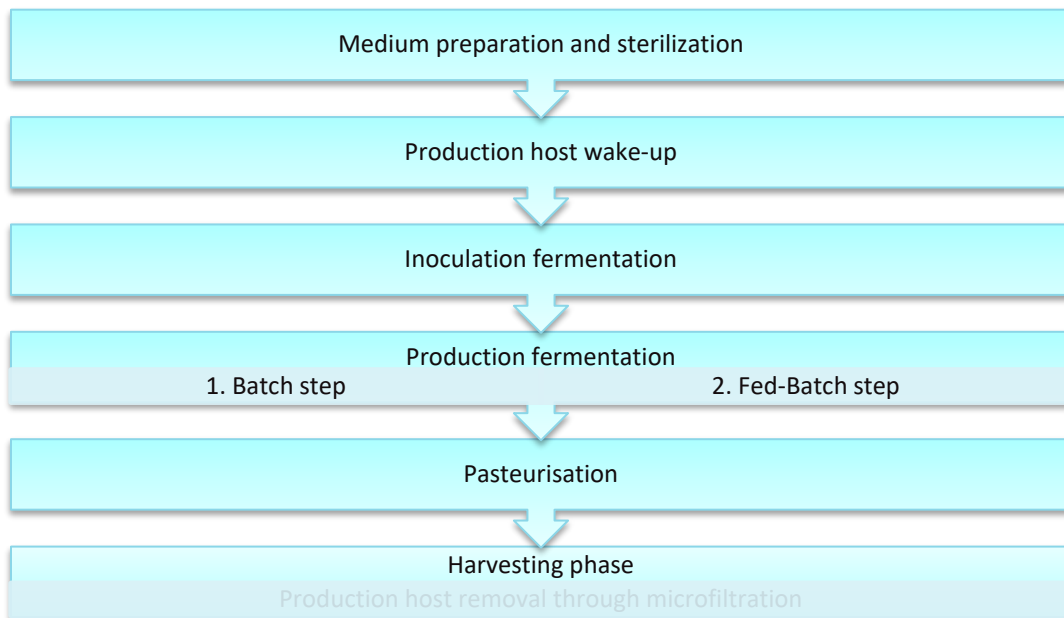 Medium preparation and sterilization
Production host wake-up
Inoculation fermentation
Production fermentation
1. Batch step 2. Fed-Batch step
Pasteurisation
Harvesting phase
Production host removal through microfiltration